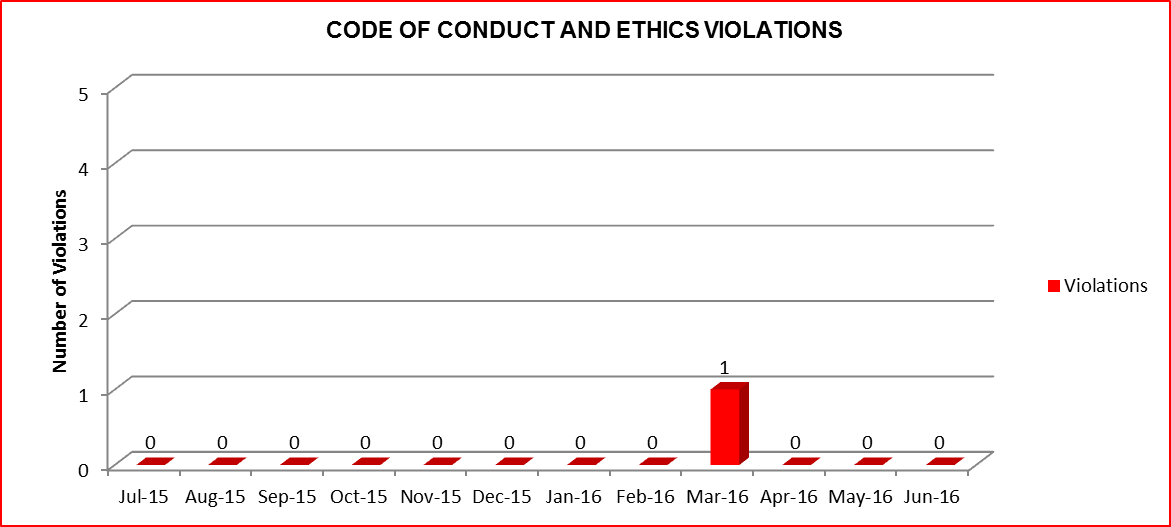 CODE OF CONDUCT AND ETHICS VIOLATIONS
Number of Violations
5
4
3
2
1
0
0 0 0 0 0 0 0 0 1 0 0 0
Jul-15 Aug-15 Sep-15 Oct-15 Nov-15 Dec-15 Jan-16 Feb-16 Mar-16 Apr-16 May-16 Jun-16
Violations